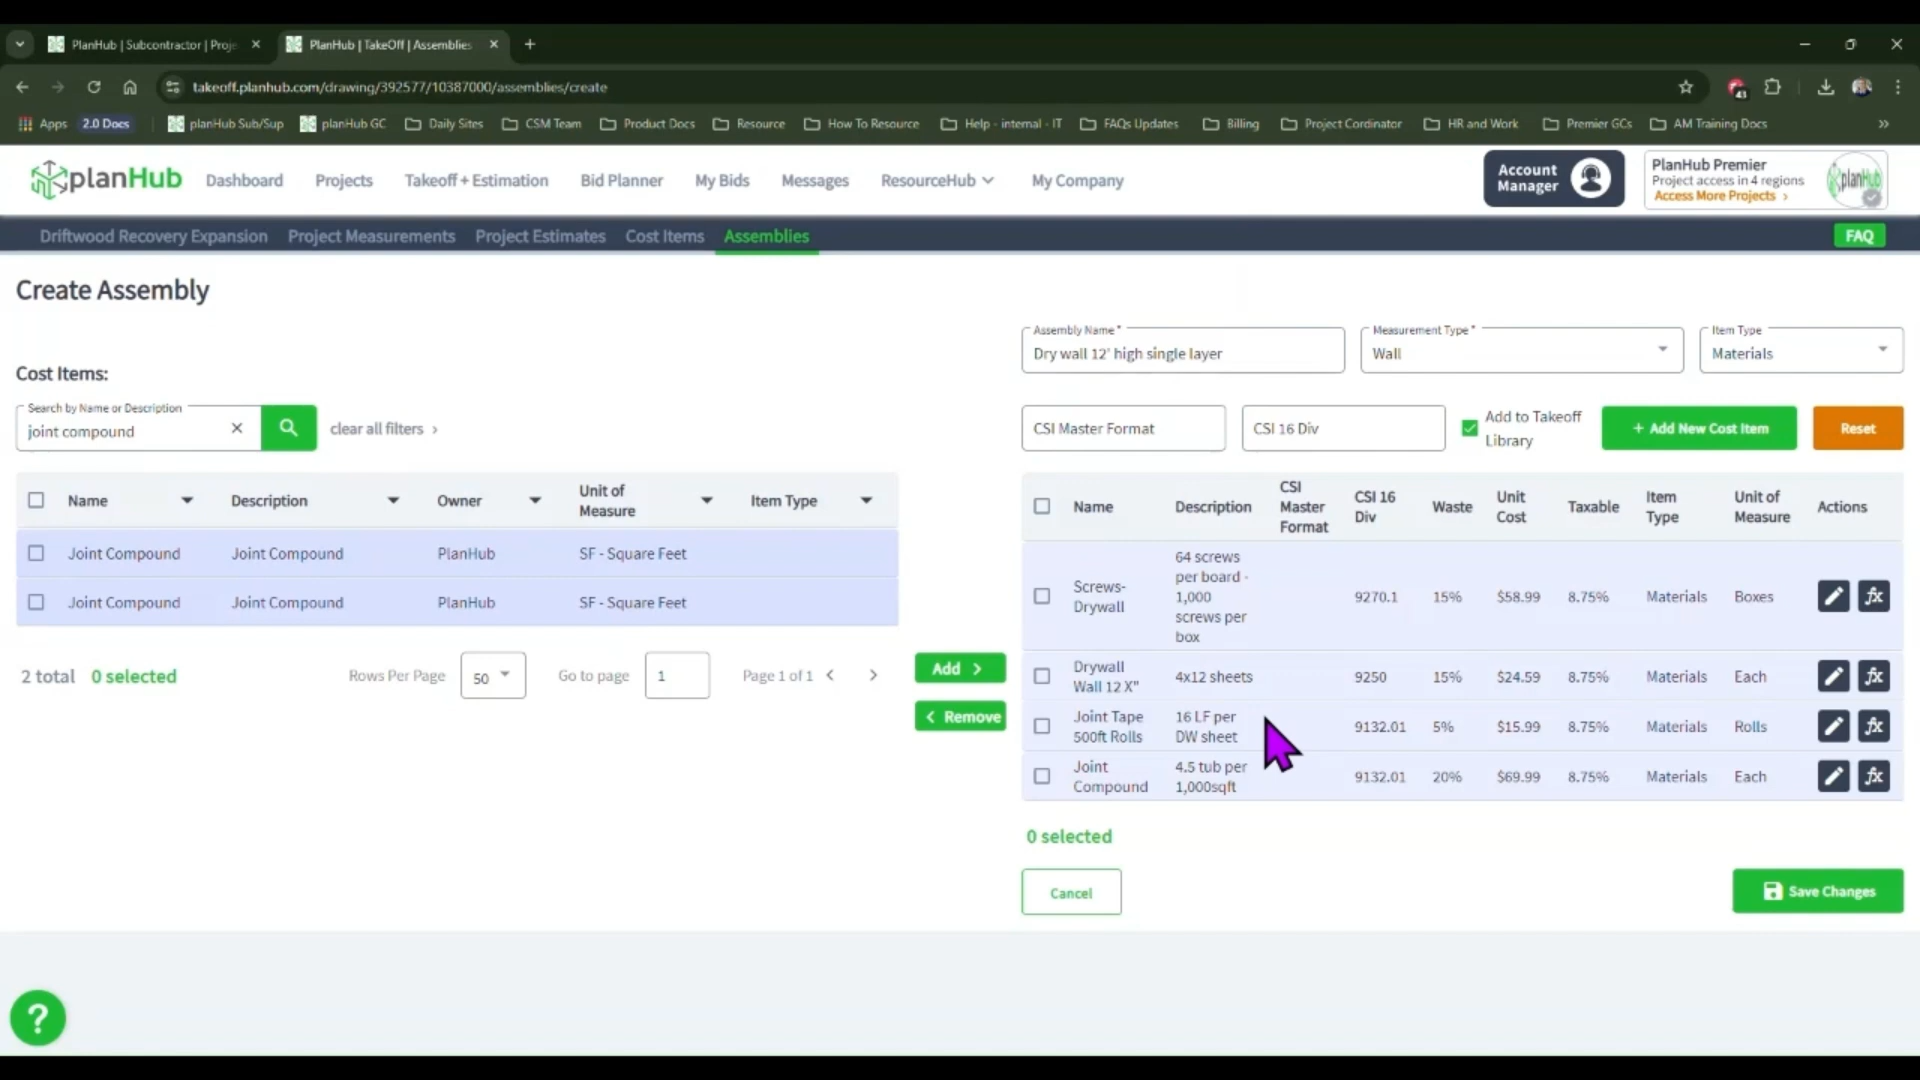 PlanHub | Subcontractor | Proje
PlanHub | TakeOff | Assemblies
takeoff.planhub.com/drawing/392577/10387000/assemblies/create
43
Apps
2.0 Docs
planHub Sub/Sup
planHub GC
Daily Sites
CSM Team
Product Docs
Resource
How To Resource
Help - internal - IT
FAQs Updates
Billing
Project Cordinator
HR and Work
Premier GCs
AM Training Docs
planHub
Dashboard
Projects
Takeoff + Estimation
Bid Planner
My Bids
Messages
ResourceHub
My Company
Account
Manager
PlanHub Premier
Project access in 4 regions
Access More Projects
planHub
Driftwood Recovery Expansion
Project Measurements
Project Estimates
Cost Items
Assemblies
FAQ
Create Assembly
Assembly Name *
Dry wall 12' high single layer
Measurement Type *
Wall
Item Type
Materials
Cost Items:
Search by Name or Description
joint compound
clear all filters
CSI Master Format
CSI 16 Div
Add to Takeoff
Library
+ Add New Cost Item
Reset
Name
Description
Owner
Unit of
Measure
Item Type
Joint Compound
Joint Compound
PlanHub
SF - Square Feet
Joint Compound
Joint Compound
PlanHub
SF - Square Feet
2 total
0 selected
Rows Per Page
50
Go to page
1
Page 1 of 1
Add
Remove
Name
Description
CSI
Master
Format
CSI 16
Div
Waste
Unit
Cost
Taxable
Item
Type
Unit of
Measure
Actions
Screws-
Drywall
64 screws
per board -
1,000
screws per
box
9270.1
15%
$58.99
8.75%
Materials
Boxes
fx
Drywall
Wall 12 X"
4x12 sheets
9250
15%
$24.59
8.75%
Materials
Each
fx
Joint Tape
500ft Rolls
16 LF per
DW sheet
9132.01
5%
$15.99
8.75%
Materials
Rolls
fx
Joint
Compound
4.5 tub per
1,000sqft
9132.01
20%
$69.99
8.75%
Materials
Each
fx
0 selected
Cancel
Save Changes
?